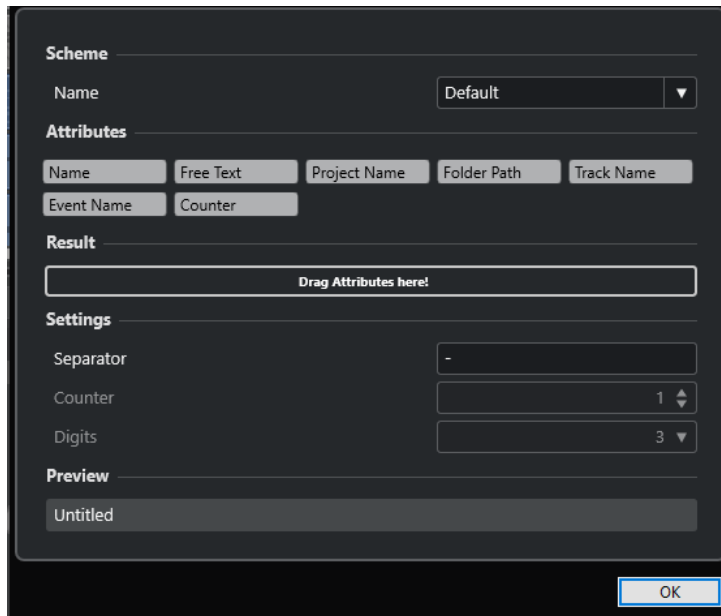 Scheme
Name Default
Attributes
Name Free Text Project Name Folder Path Track Name
Event Name Counter
Result
Drag Attributes here!
Settings
Separator -
Counter 1
Digits 3
Preview
Untitled
OK